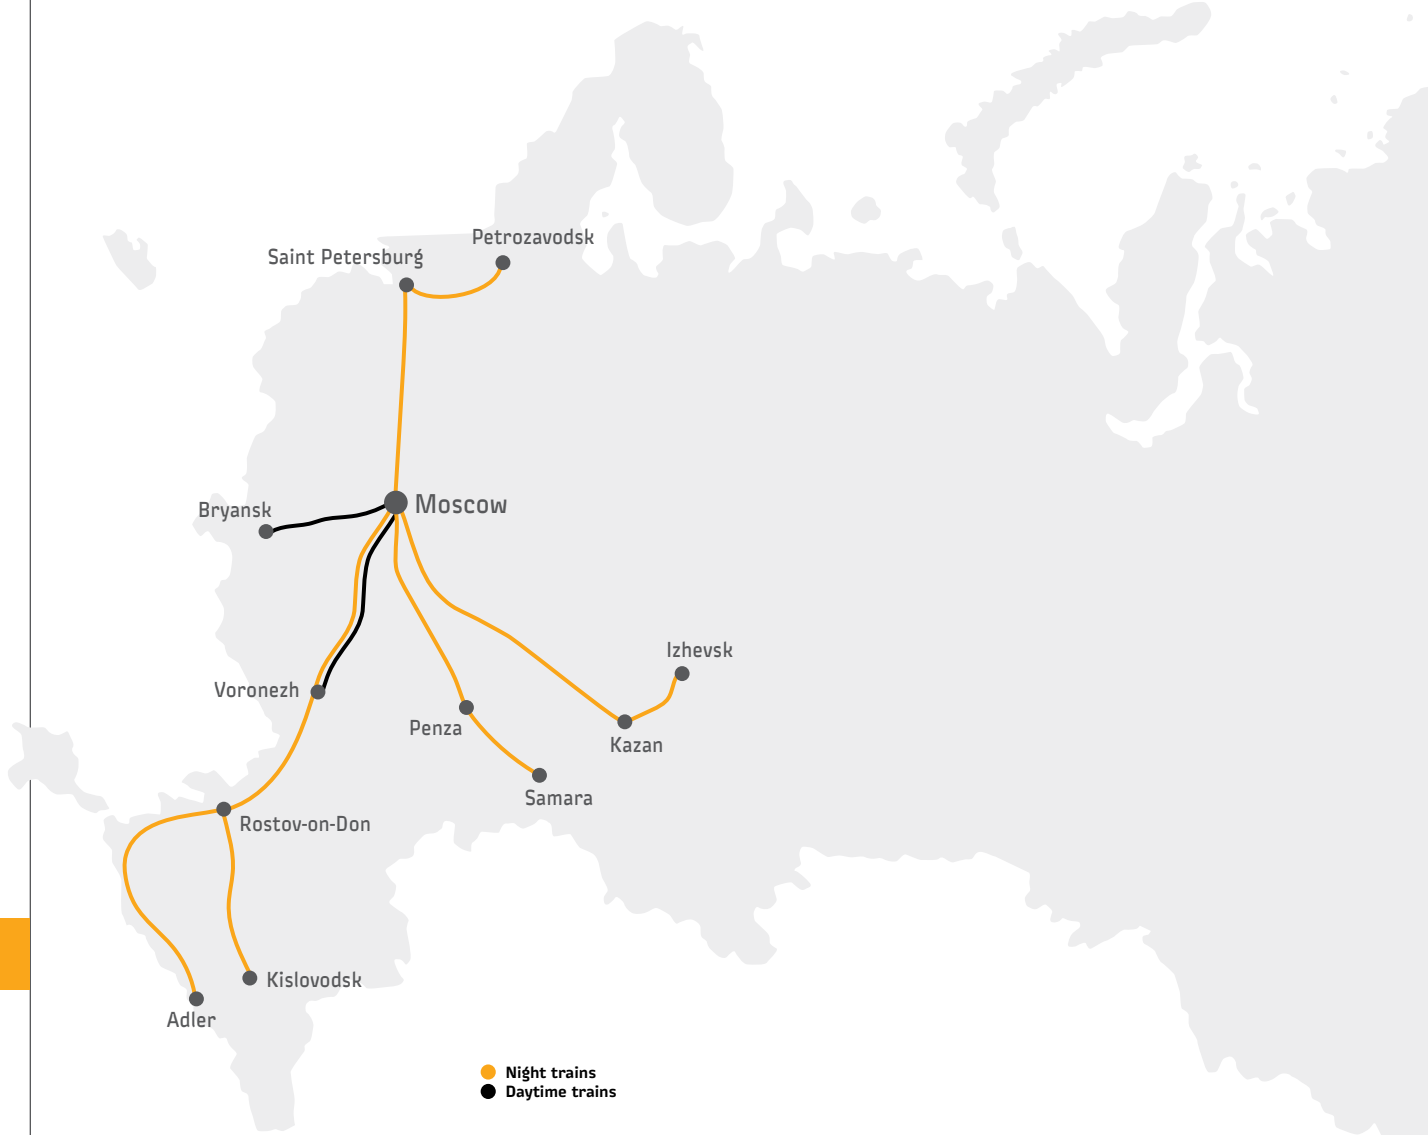 Petrozavodsk
Saint Petersburg
Moscow
Bryansk
Izhevsk
Voronezh
Penza
Kazan
Samara
Rostov-on-Don
Kislovodsk
Adler
Night trains
Daytime trains